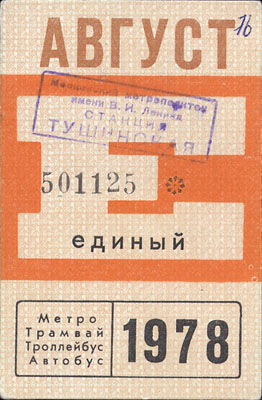 АВГУСТ
16
Московский метрополитен
имени В. И. Ленина
СТАНЦИЯ
ТУШИНСКАЯ
Е
501125
единый
Метро
Трамвай
Троллейбус
Автобус
1978